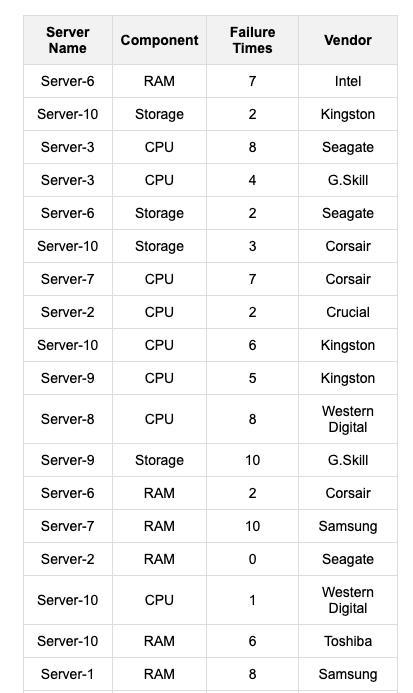 Server Name Component Failure Times Vendor
Server-6 RAM 7 Intel
Server-10 Storage 2 Kingston
Server-3 CPU 8 Seagate
Server-3 CPU 4 G.Skill
Server-6 Storage 2 Seagate
Server-10 Storage 3 Corsair
Server-7 CPU 7 Corsair
Server-2 CPU 2 Crucial
Server-10 CPU 6 Kingston
Server-9 CPU 5 Kingston
Server-8 CPU 8 Western Digital
Server-9 Storage 10 G.Skill
Server-6 RAM 2 Corsair
Server-7 RAM 10 Samsung
Server-2 RAM 0 Seagate
Server-10 CPU 1 Western Digital
Server-10 RAM 6 Toshiba
Server-1 RAM 8 Samsung